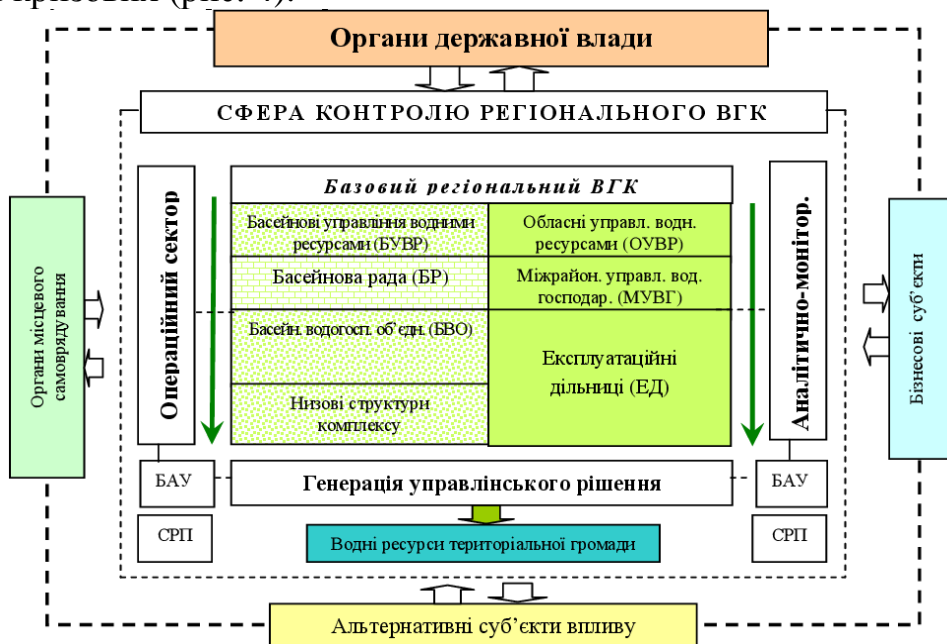 Органи державної влади
СФЕРА КОНТРОЛЮ РЕГІОНАЛЬНОГО ВГК
Органи місцевого
самоврядування
Операційний сектор
Базовий регіональний ВГК
Басейнові управління водними
ресурсами (БУВР)
Обласні управл. водн.
ресурсами (ОУВР)
Басейнова рада (БР)
Міжрайон. управл. вод.
господар. (МУВГ)
Басейн. водогосп. об’єдн. (БВО)
Експлуатаційні
дільниці (ЕД)
Низові структури
комплексу
Аналітично-монітор.
Бізнесові суб’єкти
БАУ
Генерація управлінського рішення
БАУ
СРП
Водні ресурси територіальної громади
СРП
Альтернативні суб’єкти впливу